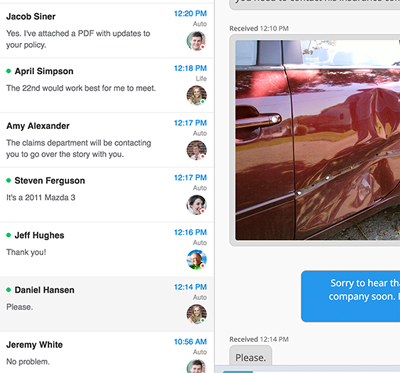 Jacob Siner
12:20 PM
Auto
Yes. I've attached a PDF with updates to
your policy.
April Simpson
12:18 PM
Life
The 22nd would work best for me to meet.
Amy Alexander
12:17 PM
Auto
The claims department will be contacting
you to go over the story with you.
Steven Ferguson
12:17 PM
Auto
It's a 2011 Mazda 3
Jeff Hughes
12:16 PM
Auto
Thank you!
Daniel Hansen
12:14 PM
Auto
Please.
Jeremy White
10:56 AM
Auto
No problem.
Received 12:10 PM
Sorry to hear
company soon.
Received 12:14 PM
Please.